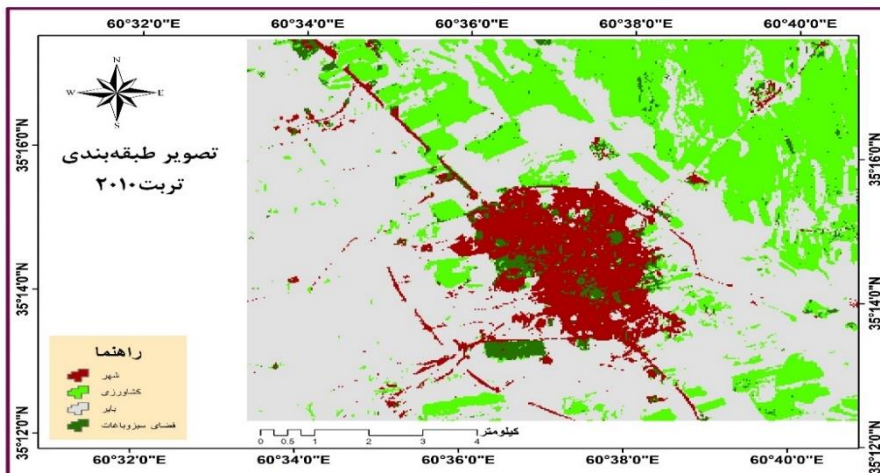 60°32'0"E 60°34'0"E 60°36'0"E 60°38'0"E 60°40'0"E
N
W E
S
تصویر طبقه‌بندی
تربت ۲۰۱۰
35°16'0"N 35°16'0"N
35°14'0"N 35°14'0"N
راهنما
شهر
کشاورزی
بایر
فضای سبزوباغات
کیلومتر
0 0.5 1 2 3 4
35°12'0"N 35°12'0"N
60°32'0"E 60°34'0"E 60°36'0"E 60°38'0"E 60°40'0"E